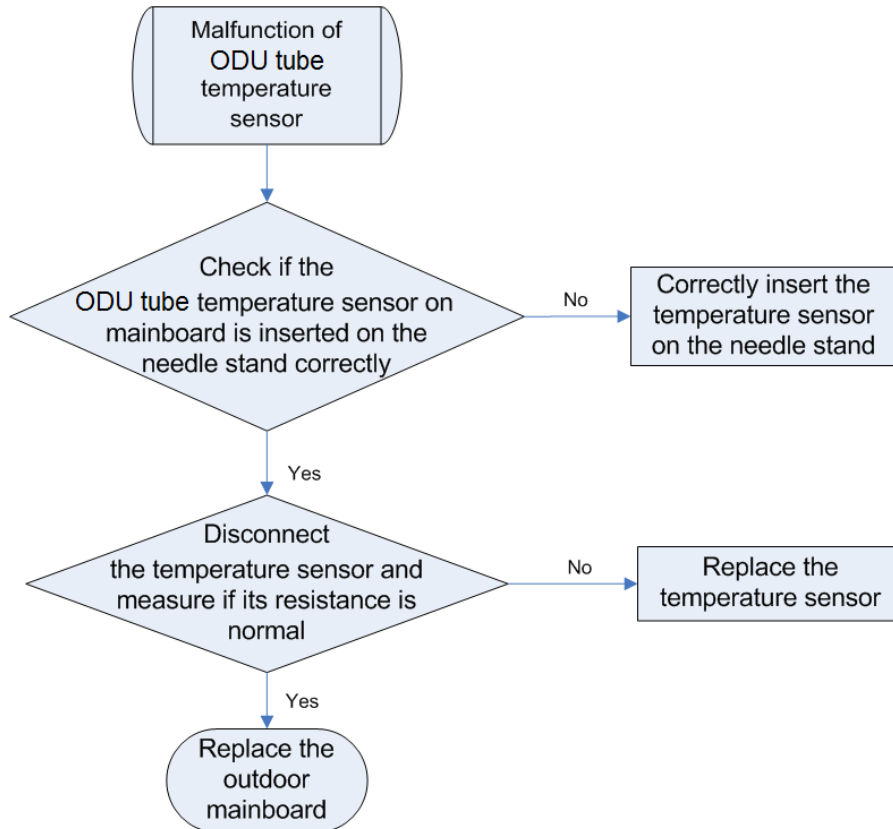 Malfunction of
ODU tube
temperature
sensor
Check if the
ODU tube temperature sensor on
mainboard is inserted on the
needle stand correctly
No
Correctly insert the
temperature sensor
on the needle stand
Yes
Disconnect
the temperature sensor and
measure if its resistance is
normal
No
Replace the
temperature sensor
Yes
Replace the
outdoor
mainboard